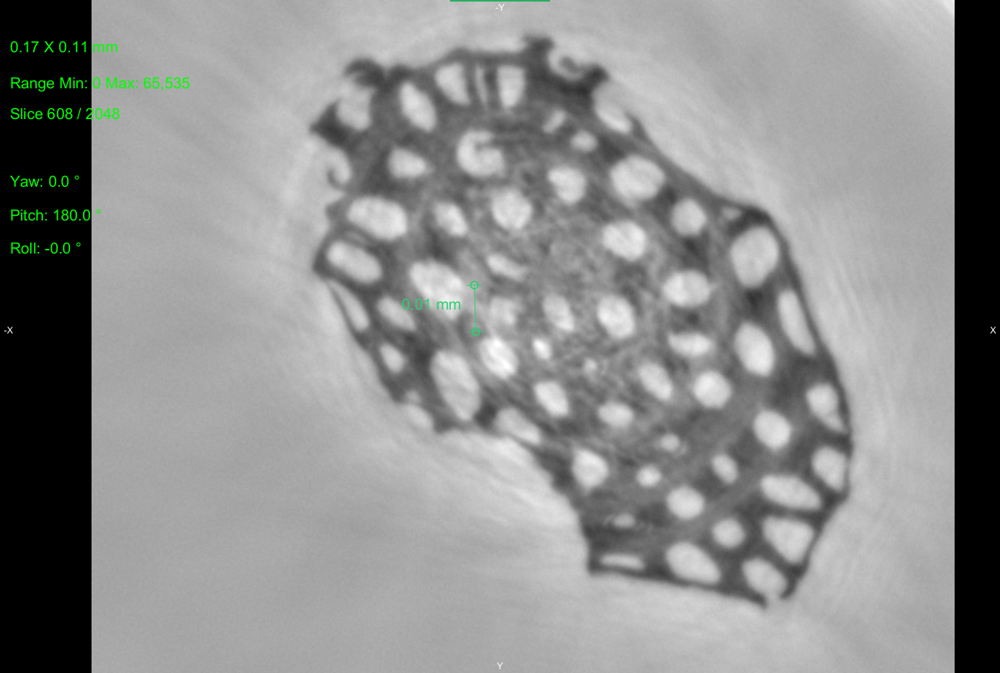 -Y
0.17 X 0.11 mm
Range Min: 0 Max: 65,535
Slice 608 / 2048
Yaw: 0.0 °
Pitch: 180.0 °
Roll: -0.0 °
0.01 mm
-X
X
Y